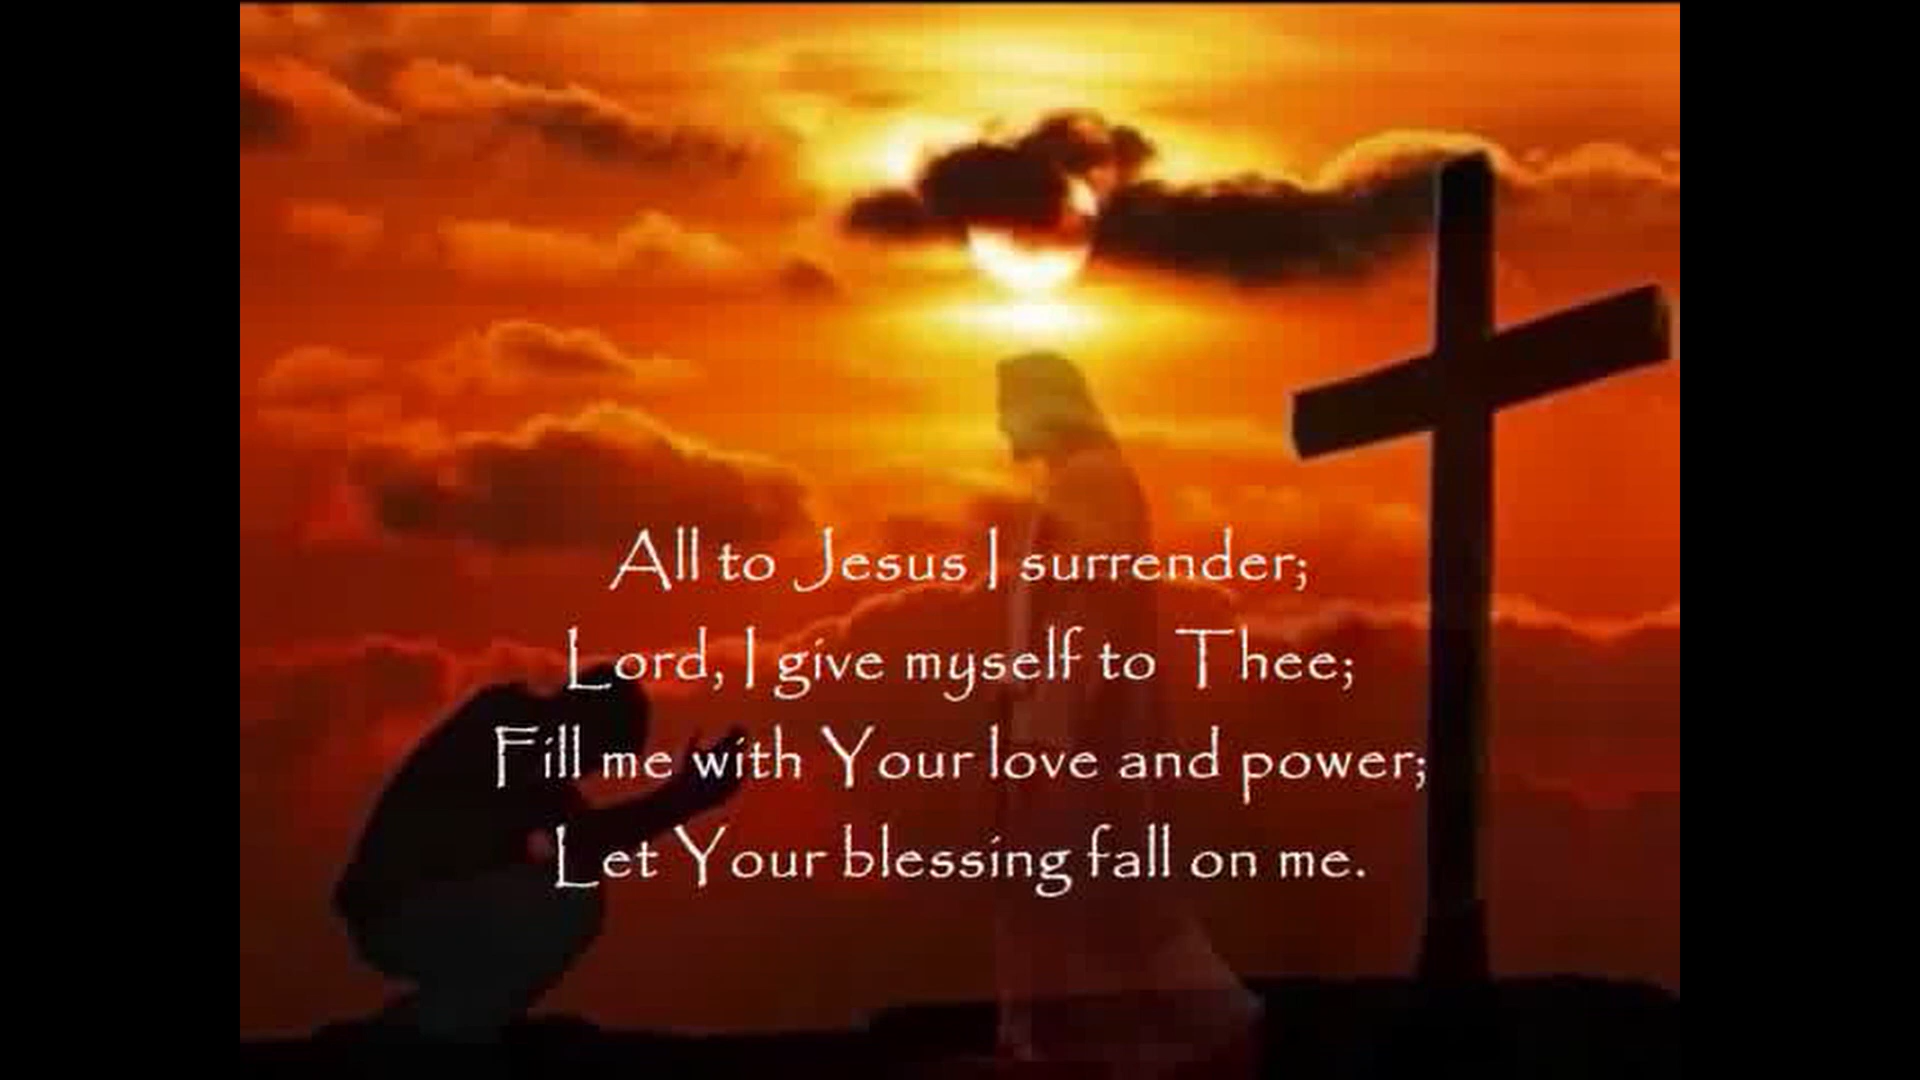 All to Jesus I surrender;
Lord, I give myself to Thee;
Fill me with Your love and power;
Let Your blessing fall on me.